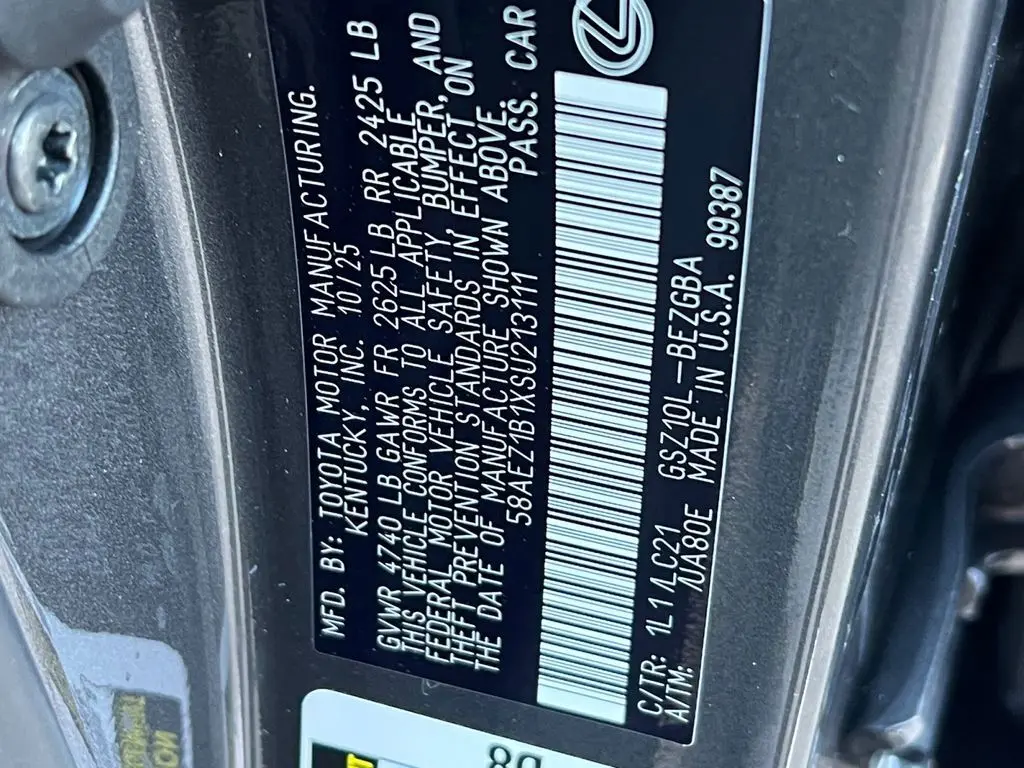 MFD. BY: TOYOTA MOTOR MANUFACTURING.
KENTUCKY, INC. 10/25
GVWR 4740 LB GAWR FR 2625 LB RR 2425 LB
THIS VEHICLE CONFORMS TO ALL APPLICABLE
FEDERAL MOTOR VEHICLE SAFETY, BUMPER, AND
THEFT PREVENTION STANDARDS IN EFFECT ON
THE DATE OF MANUFACTURE SHOWN ABOVE.
58AEZ1B1XSU213111 PASS. CAR
C/TR: 1L1/LC21 GSZ10L-BEZGBA
A/TM: /UA80E MADE IN U.S.A. 99387